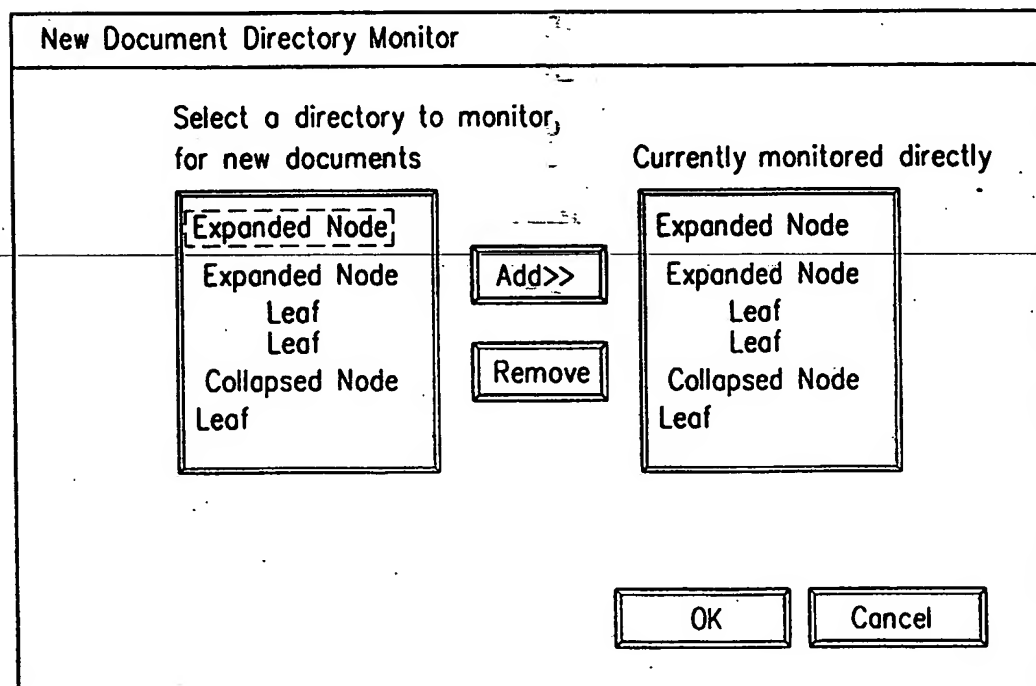 New Document Directory Monitor
Select a directory to monitor,
for new documents
Currently monitored directly
Expanded Node
Expanded Node
Leaf
Leaf
Collapsed Node
Leaf
Add>>
Remove
Expanded Node
Expanded Node
Leaf
Leaf
Collapsed Node
Leaf
OK
Cancel